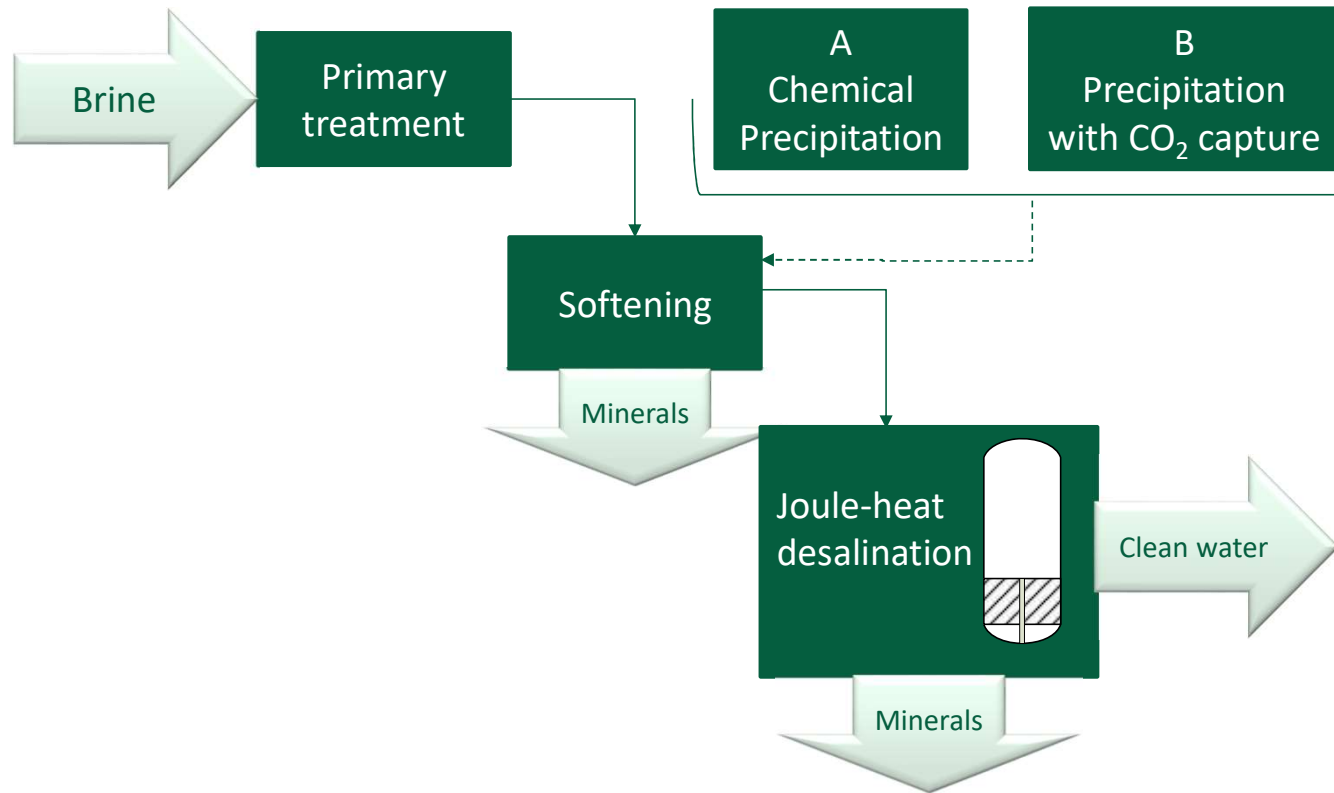 Brine
Primary
treatment
A
Chemical
Precipitation
B
Precipitation
with CO₂ capture
Softening
Minerals
Joule-heat
desalination
Clean water
Minerals